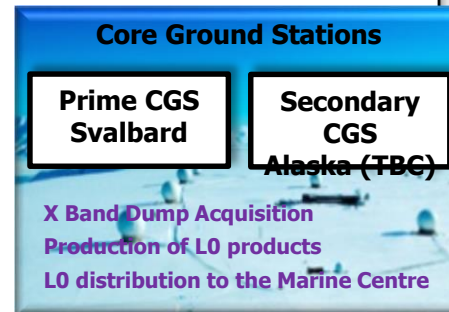 Core Ground Stations
Prime CGS
Svalbard
Secondary
CGS
Alaska (TBC)
X Band Dump Acquisition
Production of L0 products
L0 distribution to the Marine Centre